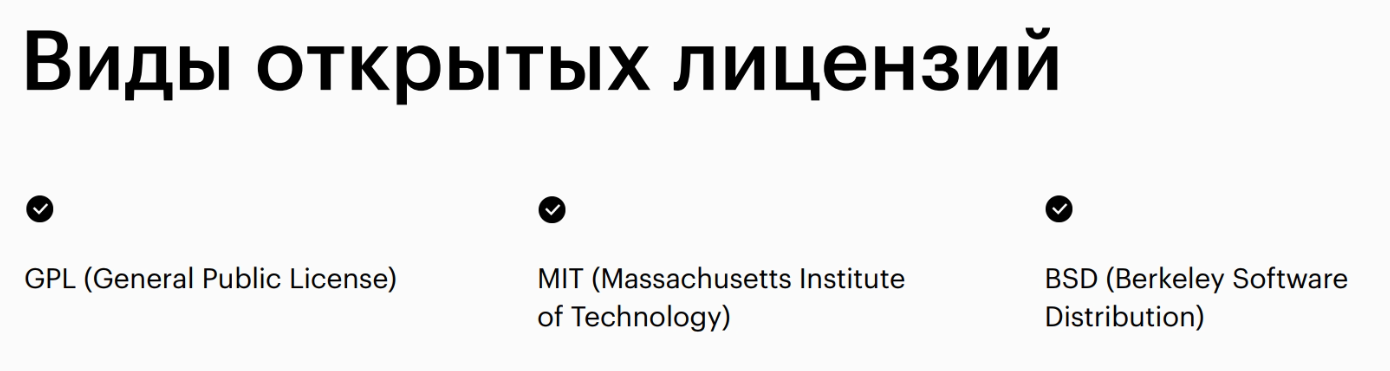 Виды открытых лицензий
GPL (General Public License)
MIT (Massachusetts Institute
of Technology)
BSD (Berkeley Software
Distribution)